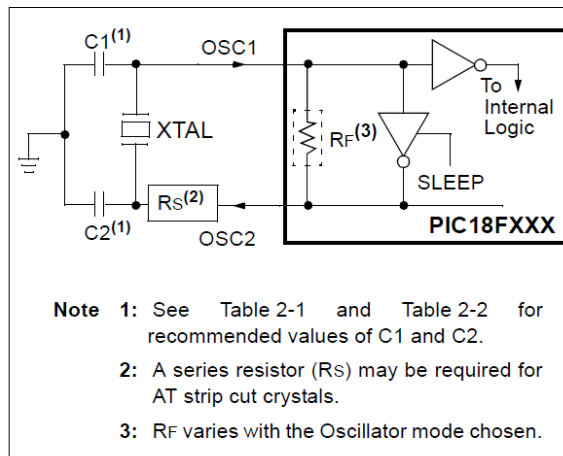 C1(1)
OSC1
To
Internal
Logic
XTAL
RF(3)
SLEEP
C2(1)
RS(2)
OSC2
PIC18FXXX
Note 1: See Table 2-1 and Table 2-2 for
recommended values of C1 and C2.
2: A series resistor (RS) may be required for
AT strip cut crystals.
3: RF varies with the Oscillator mode chosen.